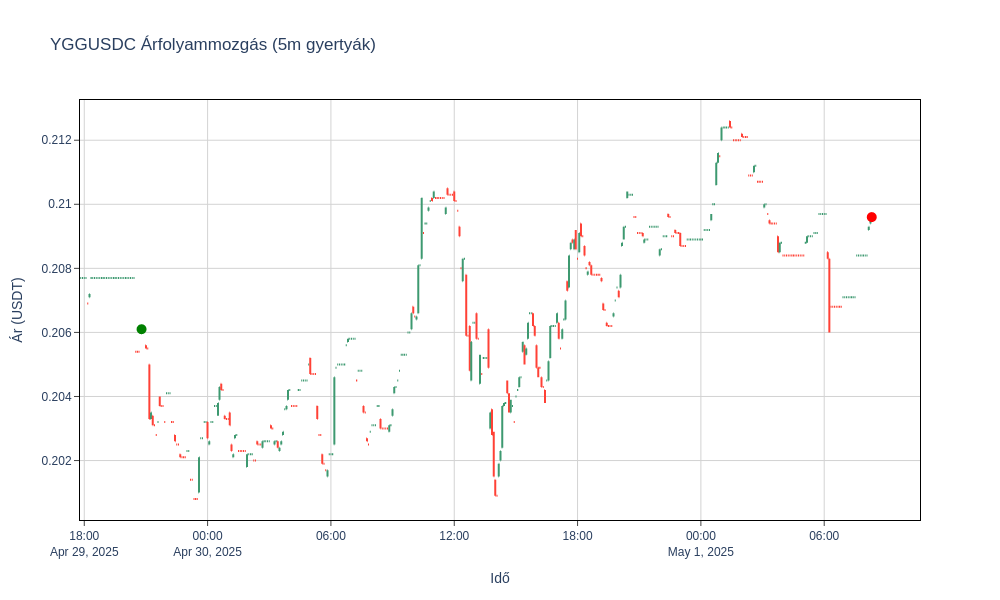 YGGUSDC Árfolyammozgás (5m gyertyák)
0.212
0.21
0.208
0.206
0.204
0.202
Ár (USDT)
18:00 00:00 06:00 12:00 18:00 00:00 06:00
Apr 29, 2025 Apr 30, 2025 May 1, 2025
Idő